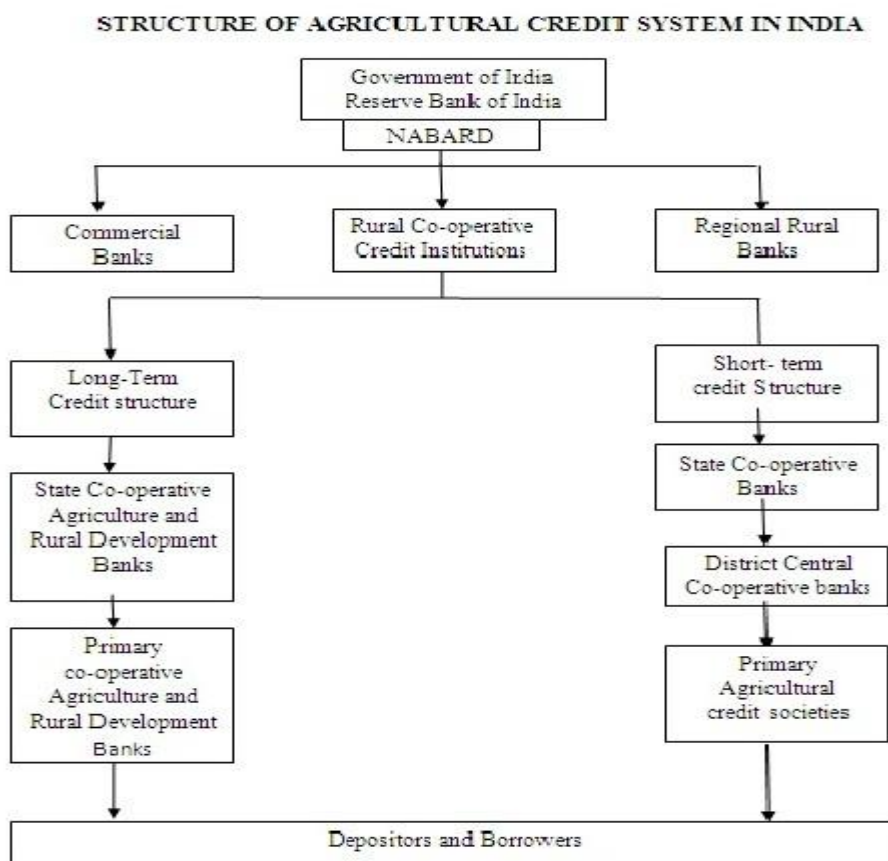 STRUCTURE OF AGRICULTURAL CREDIT SYSTEM IN INDIA
Government of India
Reserve Bank of India
NABARD
Commercial
Banks
Rural Co-operative
Credit Institutions
Regional Rural
Banks
Long-Term
Credit structure
Short- term
credit Structure
State Co-operative
Agriculture and
Rural Development
Banks
State Co-operative
Banks
District Central
Co-operative banks
Primary
co-operative
Agriculture and
Rural Development
Banks
Primary
Agricultural
credit societies
Depositors and Borrowers